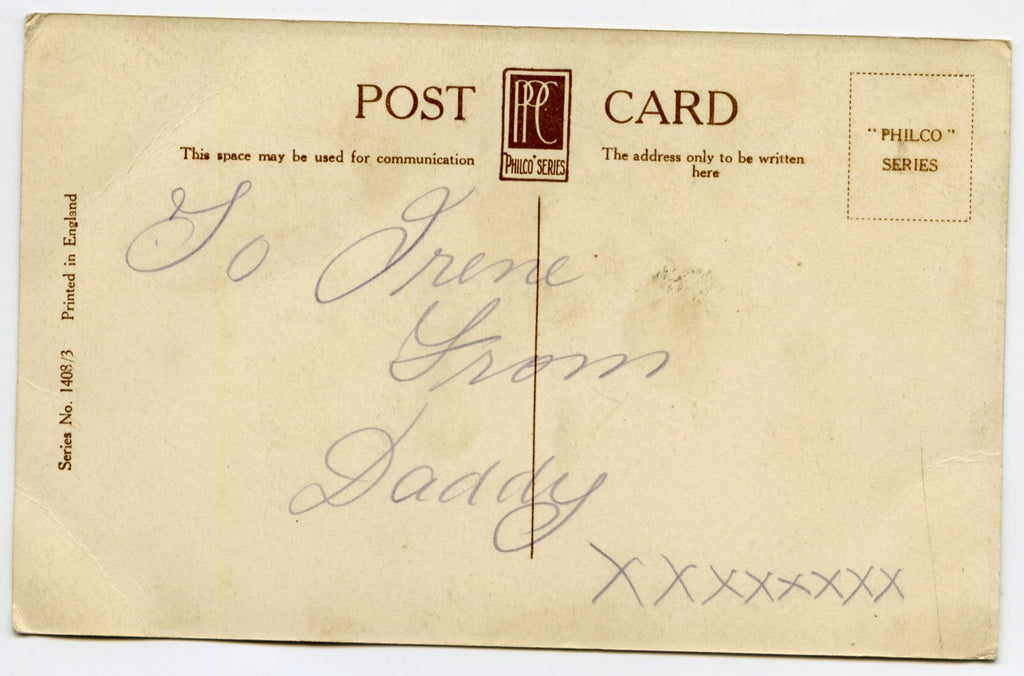 POST CARD
PPC
"PHILCO" SERIES
This space may be used for communication
The address only to be written
here
"PHILCO"
SERIES
Series No. 1408/3 Printed in England
To Irene
From
Daddy
XXXXXXXX